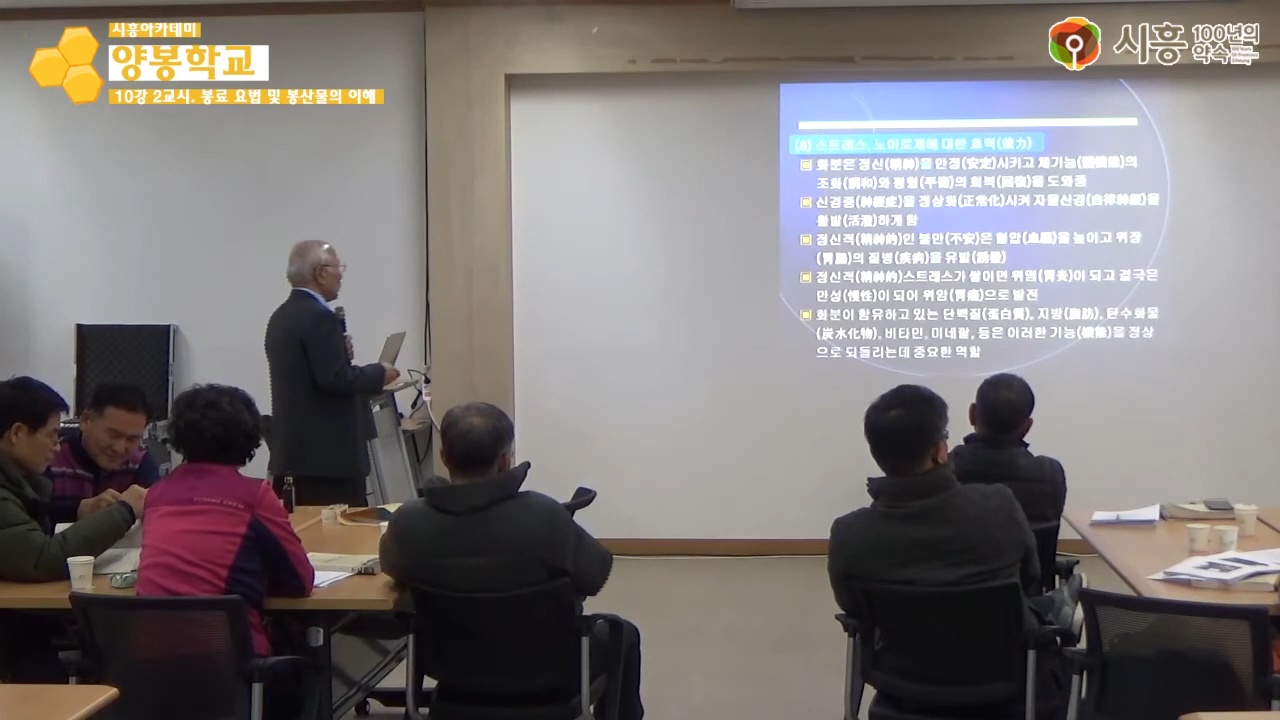 시흥아카데미
양봉학교
10강 2교시. 봉료 요법 및 봉산물의 이해
시흥 100년의
약속
(6) 스트레스, 노이로제에 대한 효력(效力)
화분은 정신(精神)을 안정(安定)시키고 체기능의
조화(調和)와 평형(平衡)의 회복(回復)을 도와줌
신경증(神經症)을 정상화(正常化)시켜 자율신경(自律神經)을
활발(活潑)하게 함
정신적(精神的)인 불안(不安)은 혈압(血壓)을 높이고 위장
(胃腸)의 질병(疾病)을 유발(誘發)
정신적(精神的)스트레스가 쌓이면 위염(胃炎)이 되고 결국은
만성(慢性)이 되어 위암(胃癌)으로 발전
화분이 함유하고 있는 단백질(蛋白質), 지방(脂肪), 탄수화물
(炭水化物), 비타민, 미네랄, 등은 이러한 기능(機能)을 정상
으로 되돌리는데 중요한 역할